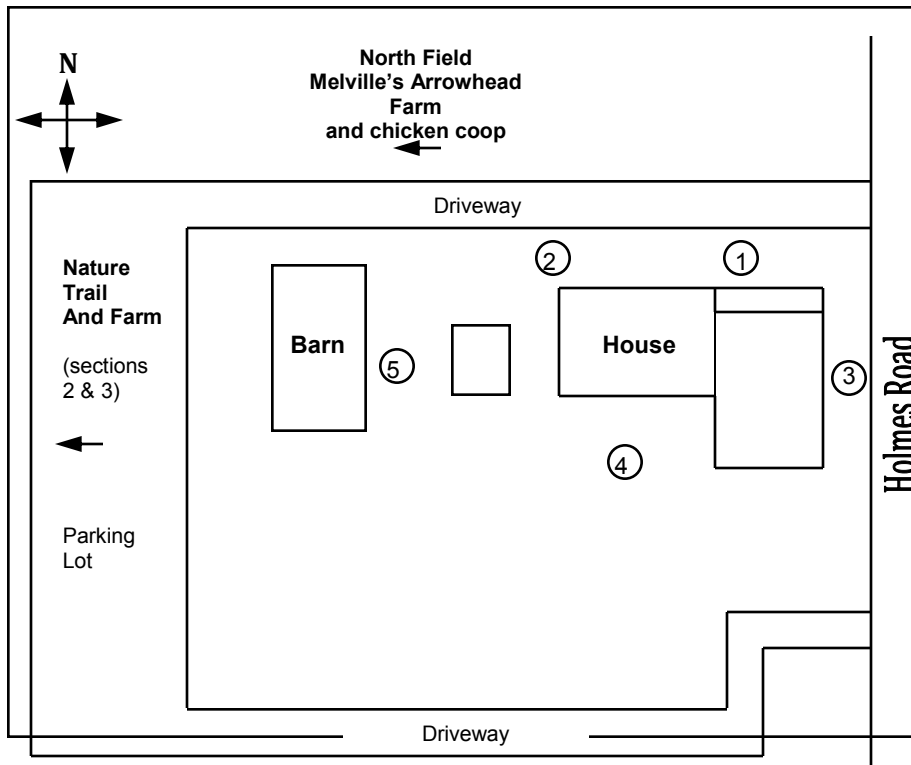 N
North Field
Melville's Arrowhead
Farm
and chicken coop
Driveway
Nature
Trail
And Farm
(sections
2 & 3)
Parking
Lot
Barn
5
2
1
House
3
4
Holmes Road
Driveway